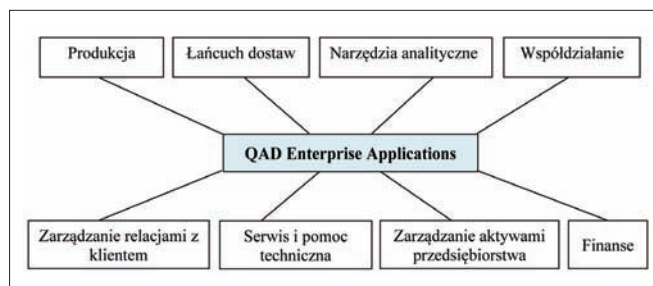 Produkcja
Łańcuch dostaw
Narzędzia analityczne
Współdziałanie
QAD Enterprise Applications
Zarządzanie relacjami z
klientem
Serwis i pomoc
techniczna
Zarządzanie aktywami
przedsiębiorstwa
Finanse